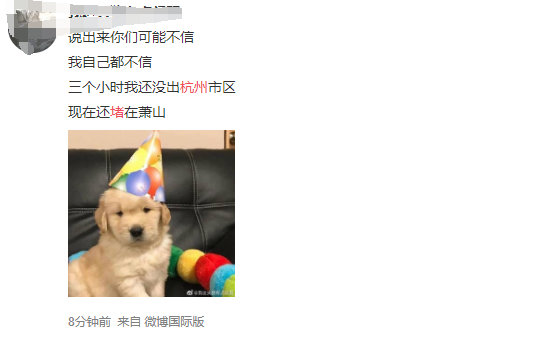 说出来你们可能不信
我自己都不信
三个小时我还没出杭州市区
现在还堵在萧山
8分钟前 来自 微博国际版